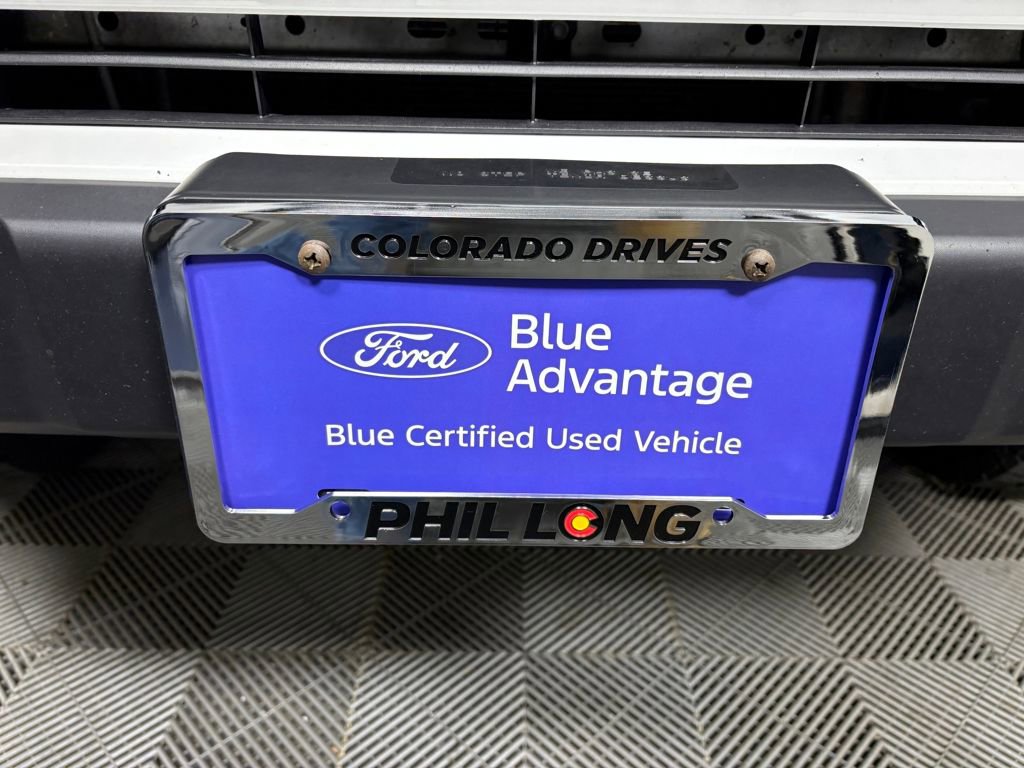 COLORADO DRIVES
Ford
Blue
Advantage
Blue Certified Used Vehicle
PHIL LONG